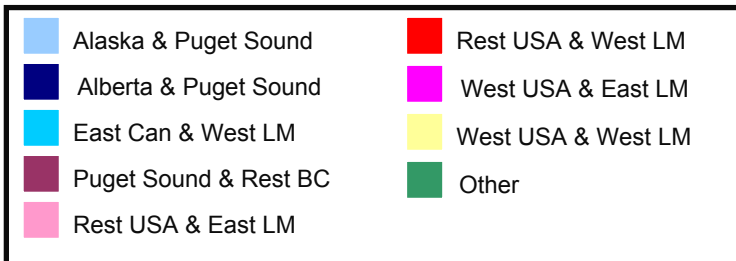 Alaska & Puget Sound
Alberta & Puget Sound
East Can & West LM
Puget Sound & Rest BC
Rest USA & East LM
Rest USA & West LM
West USA & East LM
West USA & West LM
Other